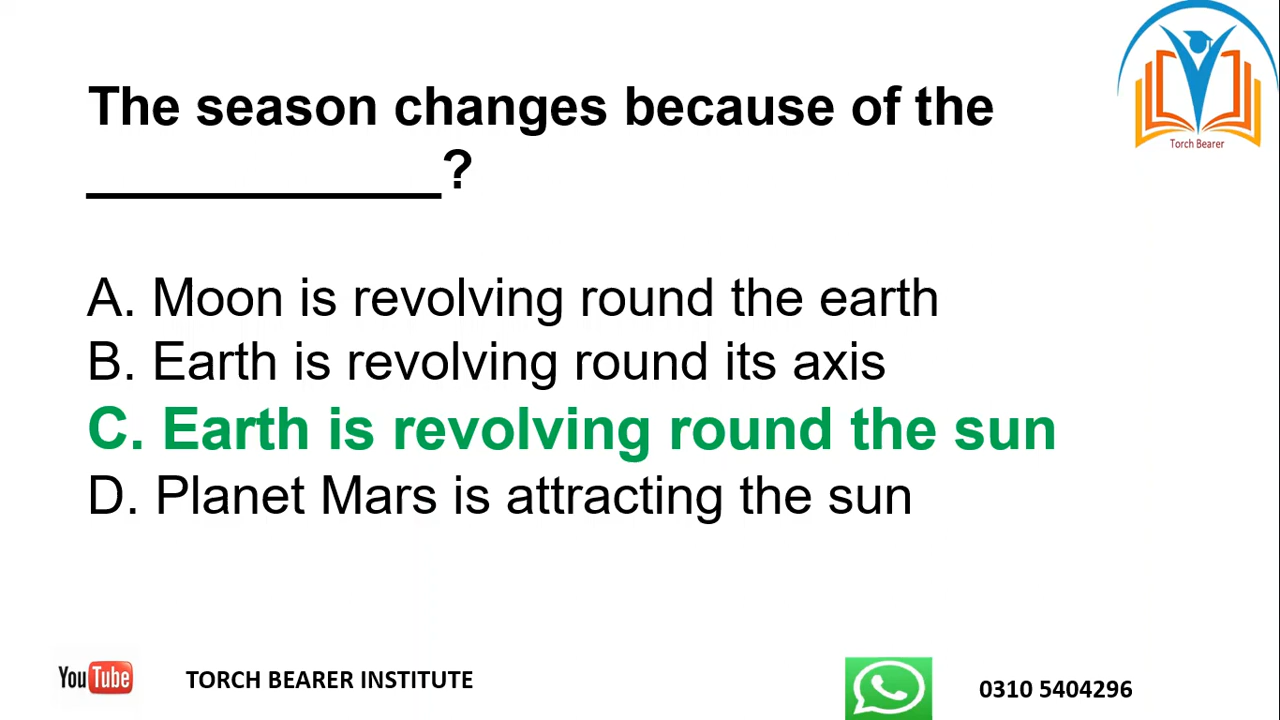 Torch Bearer
The season changes because of the
____________?
A. Moon is revolving round the earth
B. Earth is revolving round its axis
C. Earth is revolving round the sun
D. Planet Mars is attracting the sun
YouTube TORCH BEARER INSTITUTE 0310 5404296